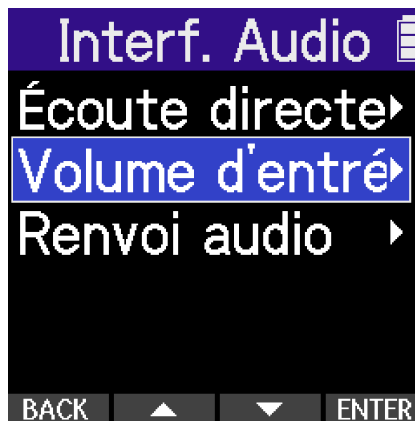 Interf. Audio
Écoute directe
Volume d'entré
Renvoi audio
BACK ENTER